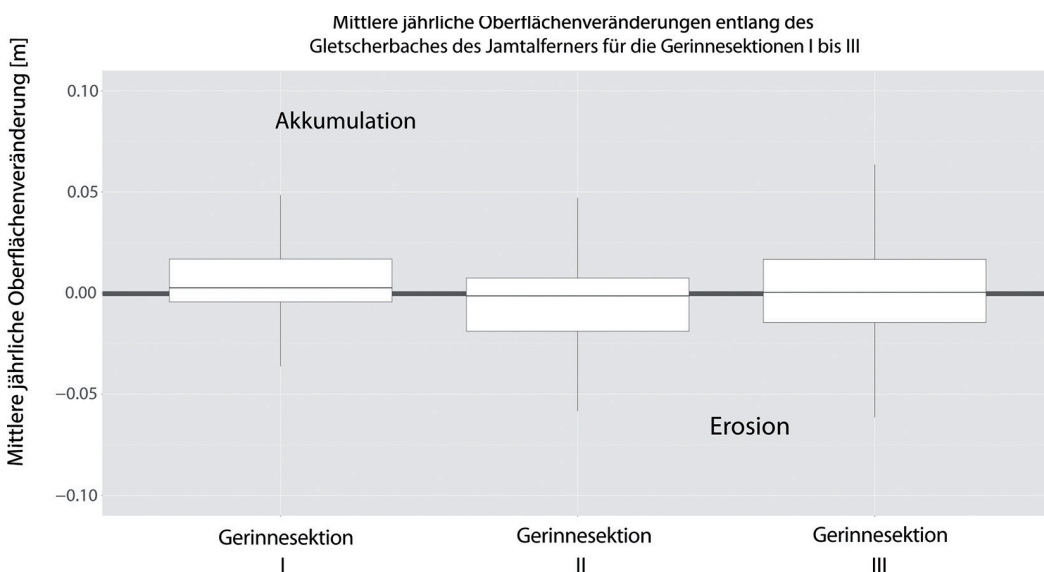 Mittlere jährliche Oberflächenveränderungen entlang des
Gletscherbaches des Jamtalferners für die Gerinnesektionen I bis III
Mittlere jährliche Oberflächenveränderung [m]
0.10
Akkumulation
0.05
0.00
−0.05
Erosion
−0.10
Gerinnesektion
I
Gerinnesektion
II
Gerinnesektion
III